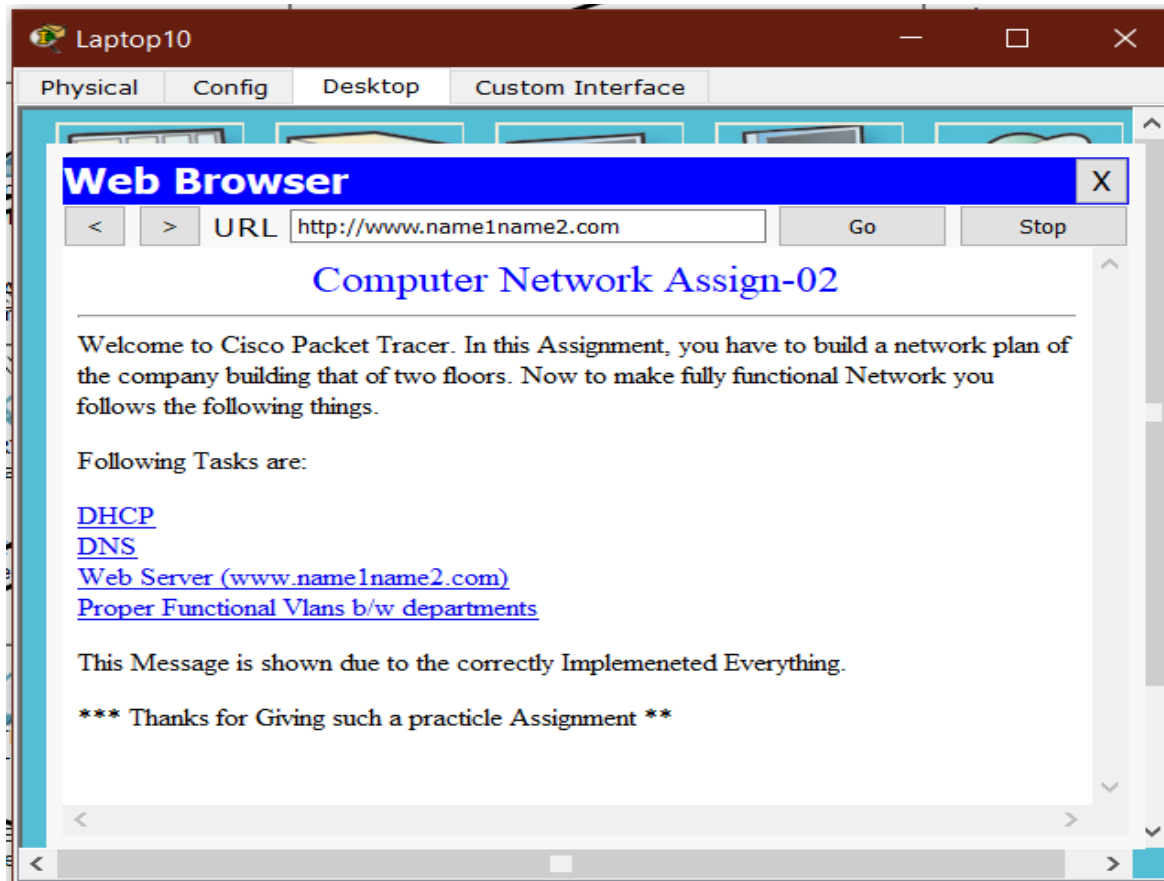 Laptop10
Physical Config Desktop Custom Interface
Web Browser X
< > URL http://www.name1name2.com Go Stop
Computer Network Assign-02
Welcome to Cisco Packet Tracer. In this Assignment, you have to build a network plan of
the company building that of two floors. Now to make fully functional Network you
follows the following things.
Following Tasks are:
DHCP
DNS
Web Server (www.name1name2.com)
Proper Functional Vlans b/w departments
This Message is shown due to the correctly Implemeneted Everything.
*** Thanks for Giving such a practicle Assignment **